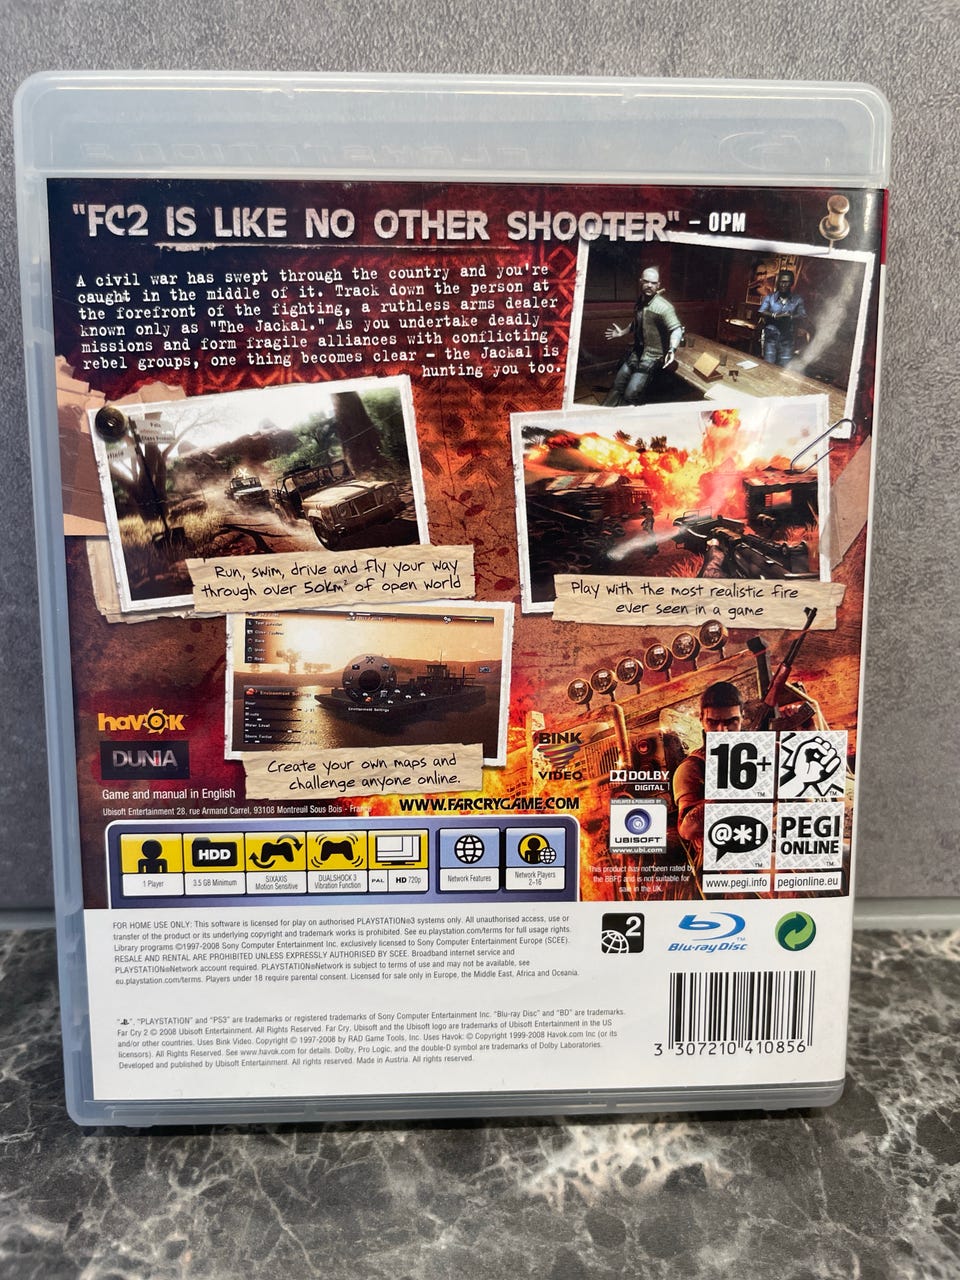 "FC2 IS LIKE NO OTHER SHOOTER" - OPM
A civil war has swept through the country and you're
caught in the middle of it. Track down the person at
the forefront of the fighting, a ruthless arms dealer
known only as "The Jackal." As you undertake deadly
missions and form fragile alliances with conflicting
rebel groups, one thing becomes clear - the Jackal is
hunting you too.
Run, swim, drive and fly your way
through over 50km² of open world
Play with the most realistic fire
ever seen in a game
Environment Settings
Create your own maps and
challenge anyone online.
havok
DUNIA
Game and manual in English
Ubisoft Entertainment 28, rue Armand Carrel, 93108 Montreuil Sous Bois - France
WWW.FARCRYGAME.COM
BINK
VIDEO
DOLBY
DIGITAL
DEVELOPED & PUBLISHED BY
UBISOFT
www.ubi.com
16+
@*!
PEGI
ONLINE
www.pegi.info
pegionline.eu
This product has not been rated by
the BBFC and is not suitable for
sale in the UK.
1 Player
HDD
3.5 GB Minimum
SIXAXIS
Motion Sensitive
DUALSHOCK 3
Vibration Function
PAL
HD 720p
Network Features
Network Players
2-16
FOR HOME USE ONLY: This software is licensed for play on authorised PLAYSTATION®3 systems only. All unauthorised access, use or
transfer of the product or its underlying copyright and trademark works is prohibited. See eu.playstation.com/terms for full usage rights.
Library programs ©1997-2008 Sony Computer Entertainment Inc. exclusively licensed to Sony Computer Entertainment Europe (SCEE).
RESALE AND RENTAL ARE PROHIBITED UNLESS EXPRESSLY AUTHORISED BY SCEE. Broadband internet service and
PLAYSTATION®Network account required. PLAYSTATION®Network is subject to terms of use and may not be available, see
eu.playstation.com/terms. Players under 18 require parental consent. Licensed for sale only in Europe, the Middle East, Africa and Oceania.
2
Blu-ray Disc
TM
"PS", "PLAYSTATION" and "PS3" are trademarks or registered trademarks of Sony Computer Entertainment Inc. "Blu-ray Disc" and "BD" are trademarks.
Far Cry 2 © 2008 Ubisoft Entertainment. All Rights Reserved. Far Cry, Ubisoft and the Ubisoft logo are trademarks of Ubisoft Entertainment in the US
and/or other countries. Uses Bink Video. Copyright © 1997-2008 by RAD Game Tools, Inc. Uses Havok: © Copyright 1999-2008 Havok.com Inc (or its
licensors). All Rights Reserved. See www.havok.com for details. Dolby, Pro Logic, and the double-D symbol are trademarks of Dolby Laboratories.
Developed and published by Ubisoft Entertainment. All rights reserved. Made in Austria. All rights reserved.
3 307210 410856